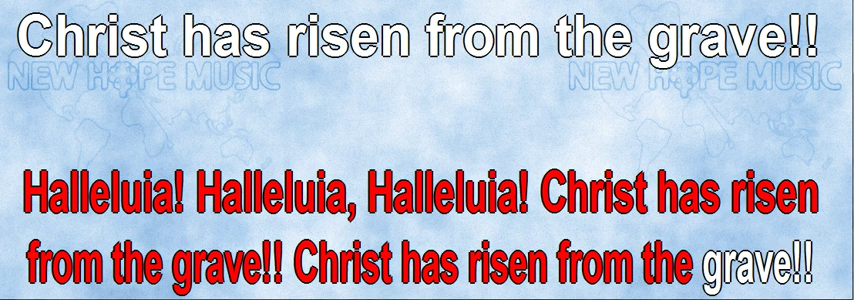 Christ has risen from the grave!!
NEW HOPE MUSIC NEW HOPE MUSIC
Halleluia! Halleluia, Halleluia! Christ has risen
from the grave!! Christ has risen from the grave!!